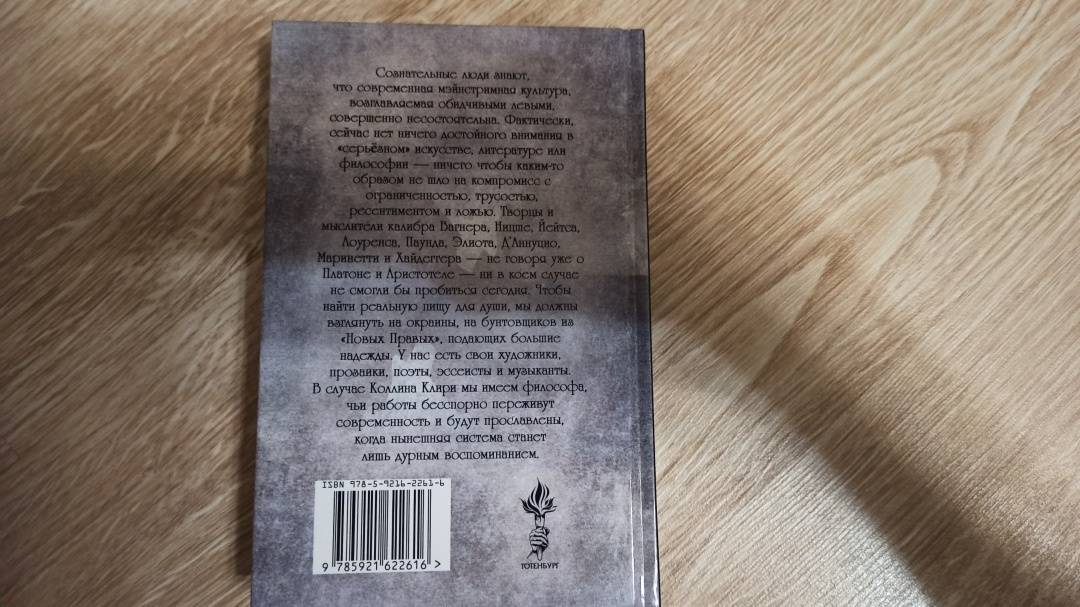 Сознательные люди знают,
что современная мэйнстримная культура,
возглавляемая обидчивыми левыми,
совершенно несостоятельна. Фактически,
сейчас нет ничего достойного внимания в
«серьёзном» искусстве, литературе или
философии — ничего чтобы каким-то
образом не шло на компромисс с
ограниченностью, трусостью,
ресентиментом и ложью. Творцы и
мыслители калибра Вагнера, Ницше, Йейтса,
Лоуренса, Паунда, Элиота, Д'Аннуцио,
Маринетти и Хайдеггера — не говоря уже о
Платоне и Аристотеле — ни в коем случае
не смогли бы пробиться сегодня. Чтобы
найти реальную пищу для души, мы должны
взглянуть на окраины, на бунтовщиков из
«Новых Правых», подающих большие
надежды. У нас есть свои художники,
прозаики, поэты, эссеисты и музыканты.
В случае Коллина Клири мы имеем философа,
чьи работы бесспорно переживут
современность и будут прославлены,
когда нынешняя система станет
лишь дурным воспоминанием.
ISBN 978-5-9216-2261-6
9 785921 622616 >
ТОТЕНБУРГ